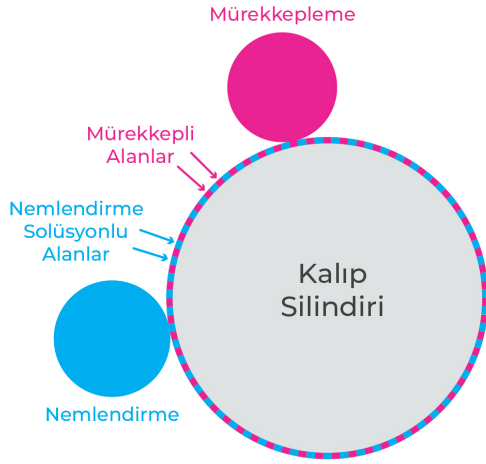 Mürekkepleme
Mürekkepli
Alanlar
Nemlendirme
Solüsyonlu
Alanlar
Kalıp
Silindiri
Nemlendirme